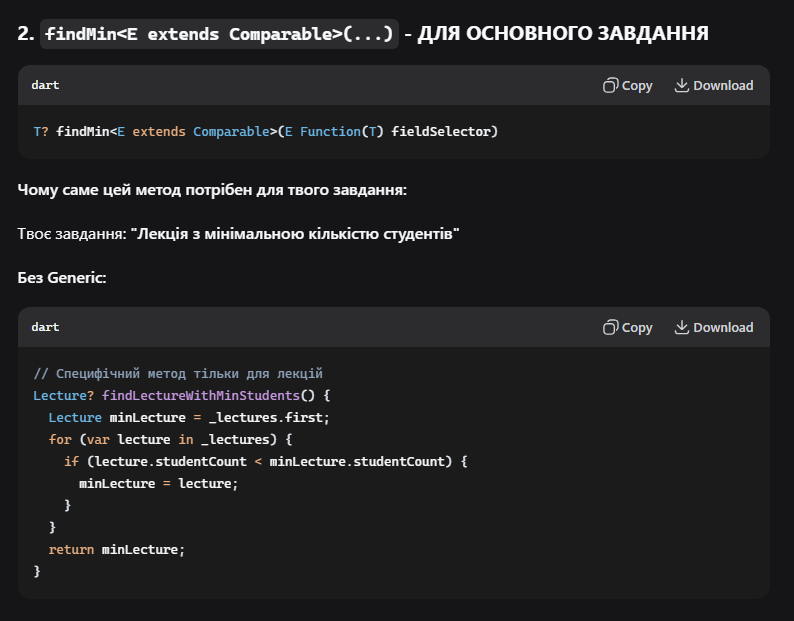 2. findMin<E extends Comparable>(...) - ДЛЯ ОСНОВНОГО ЗАВДАННЯ
dart
Copy
Download
T? findMin<E extends Comparable>(E Function(T) fieldSelector)
Чому саме цей метод потрібен для твого завдання:
Твоє завдання: "Лекція з мінімальною кількістю студентів"
Без Generic:
dart
Copy
Download
// Специфічний метод тільки для лекцій
Lecture? findLectureWithMinStudents() {
  Lecture minLecture = _lectures.first;
  for (var lecture in _lectures) {
    if (lecture.studentCount < minLecture.studentCount) {
      minLecture = lecture;
    }
  }
  return minLecture;
}